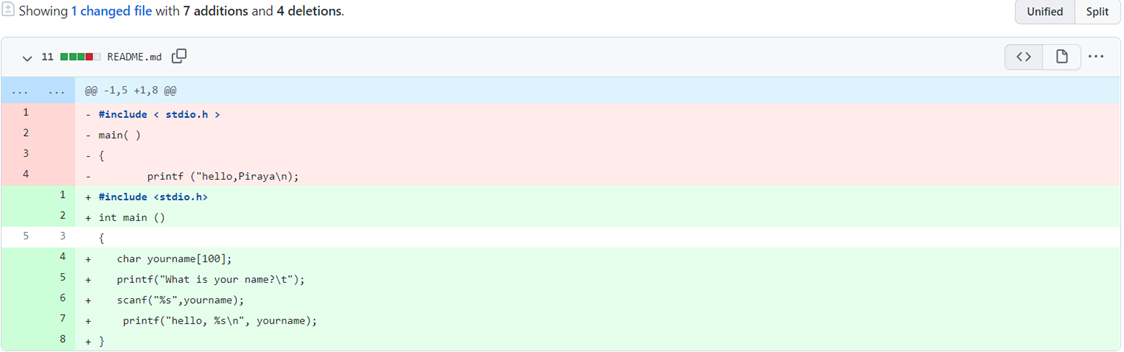 Showing 1 changed file with 7 additions and 4 deletions.
Unified Split
11 README.md
... ... @@ -1,5 +1,8 @@
1 - #include < stdio.h >
2 - main( )
3 - {
4 - printf ("hello,Piraya\n);
1 + #include <stdio.h>
2 + int main ()
5 3 {
4 + char yourname[100];
5 + printf("What is your name?\t");
6 + scanf("%s",yourname);
7 + printf("hello, %s\n", yourname);
8 + }